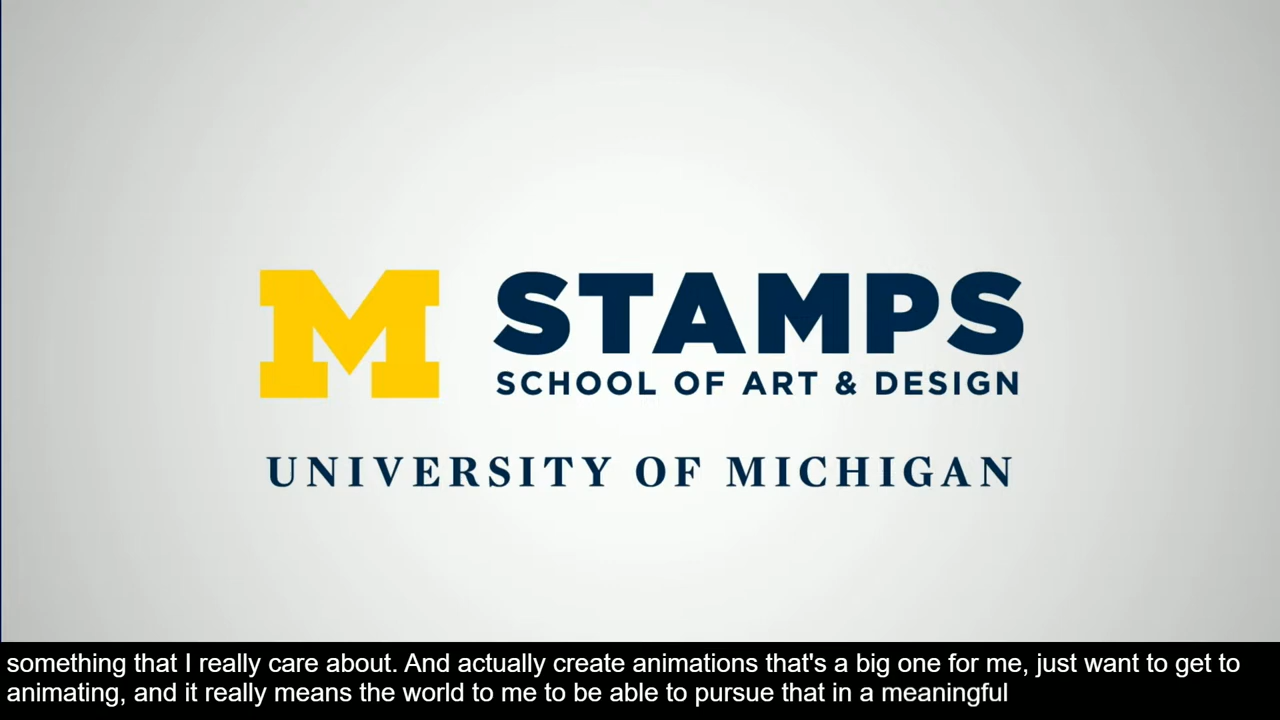 M STAMPS
SCHOOL OF ART & DESIGN
UNIVERSITY OF MICHIGAN
something that I really care about. And actually create animations that's a big one for me, just want to get to
animating, and it really means the world to me to be able to pursue that in a meaningful